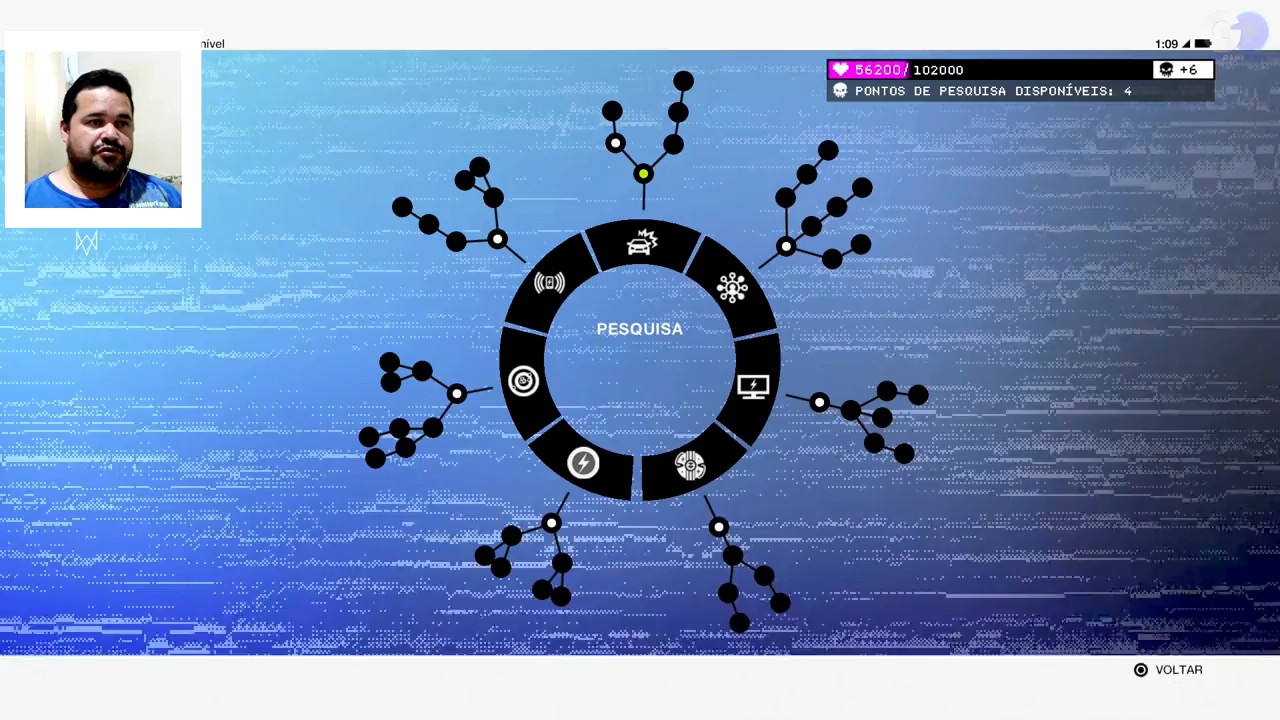 nível
1:09
56200/ 102000
+6
PONTOS DE PESQUISA DISPONÍVEIS: 4
PESQUISA
VOLTAR